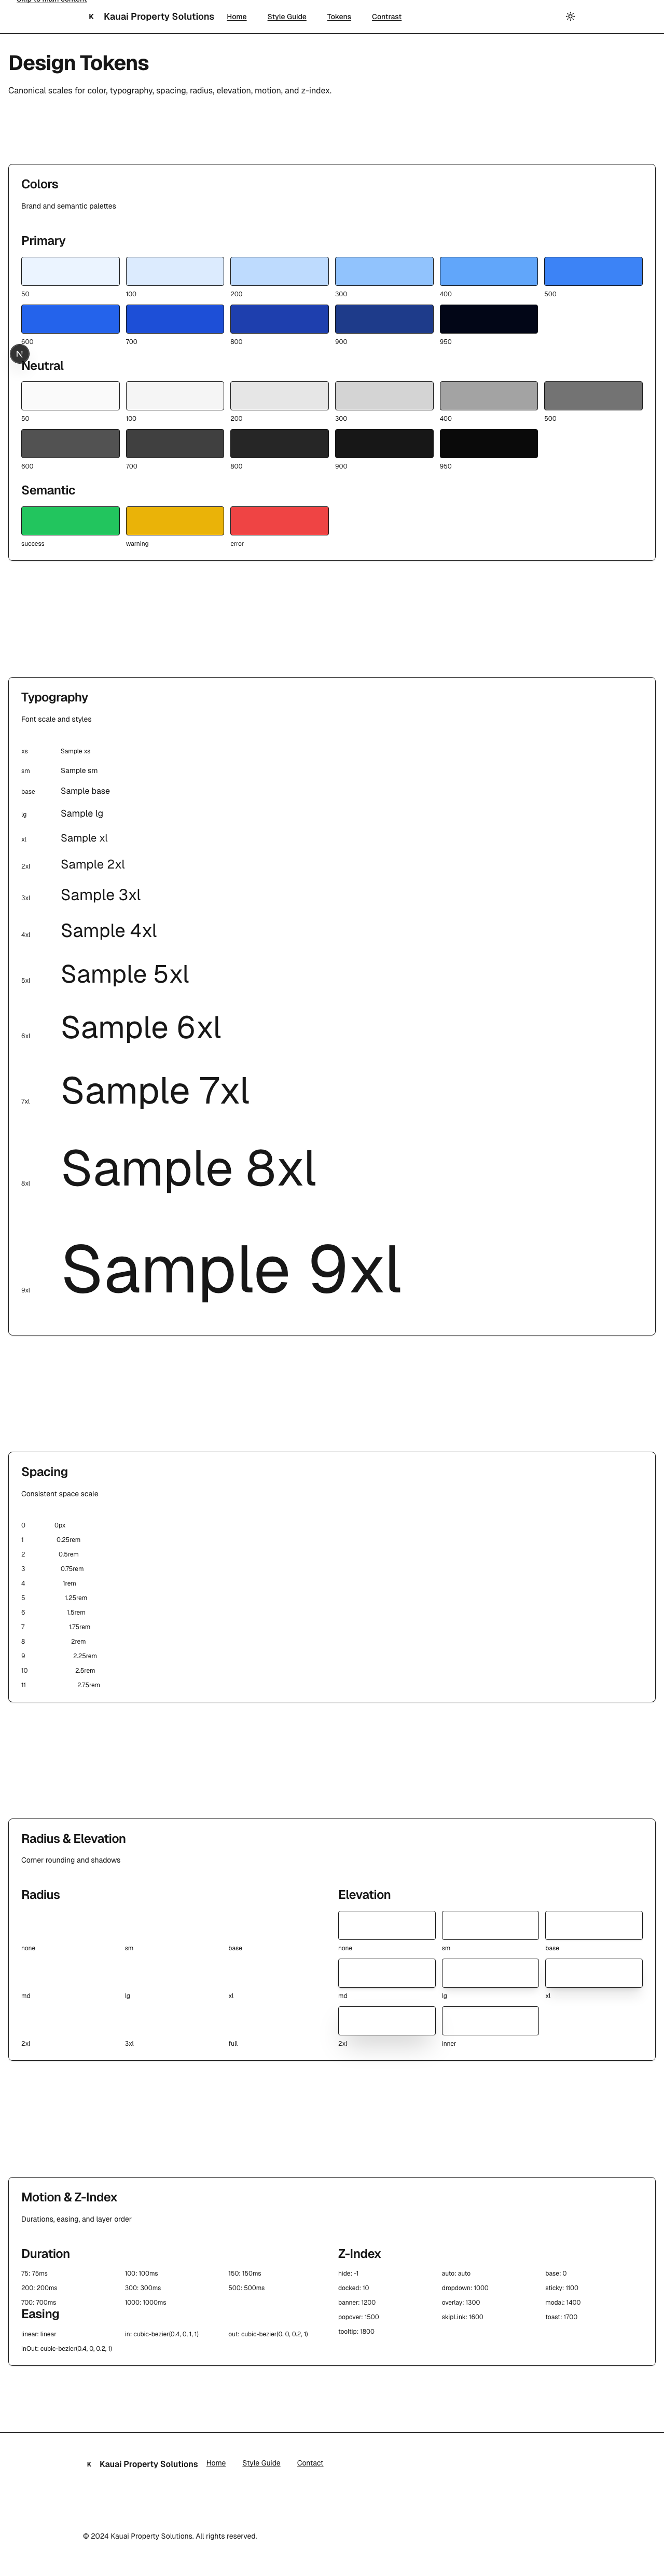 Skip to main content
K Kauai Property Solutions Home Style Guide Tokens Contrast
Design Tokens
Canonical scales for color, typography, spacing, radius, elevation, motion, and z-index.
Colors
Brand and semantic palettes
Primary
50 100 200 300 400 500
600 700 800 900 950
N
Neutral
50 100 200 300 400 500
600 700 800 900 950
Semantic
success warning error
Typography
Font scale and styles
xs Sample xs
sm Sample sm
base Sample base
lg Sample lg
xl Sample xl
2xl Sample 2xl
3xl Sample 3xl
4xl Sample 4xl
5xl Sample 5xl
6xl Sample 6xl
7xl Sample 7xl
8xl Sample 8xl
9xl Sample 9xl
Spacing
Consistent space scale
0 0px
1 0.25rem
2 0.5rem
3 0.75rem
4 1rem
5 1.25rem
6 1.5rem
7 1.75rem
8 2rem
9 2.25rem
10 2.5rem
11 2.75rem
Radius & Elevation
Corner rounding and shadows
Radius
none sm base
md lg xl
2xl 3xl full
Elevation
none sm base
md lg xl
2xl inner
Motion & Z-Index
Durations, easing, and layer order
Duration
75: 75ms 100: 100ms 150: 150ms
200: 200ms 300: 300ms 500: 500ms
700: 700ms 1000: 1000ms
Easing
linear: linear in: cubic-bezier(0.4, 0, 1, 1) out: cubic-bezier(0, 0, 0.2, 1)
inOut: cubic-bezier(0.4, 0, 0.2, 1)
Z-Index
hide: -1 auto: auto base: 0
docked: 10 dropdown: 1000 sticky: 1100
banner: 1200 overlay: 1300 modal: 1400
popover: 1500 skipLink: 1600 toast: 1700
tooltip: 1800
K Kauai Property Solutions Home Style Guide Contact
© 2024 Kauai Property Solutions. All rights reserved.